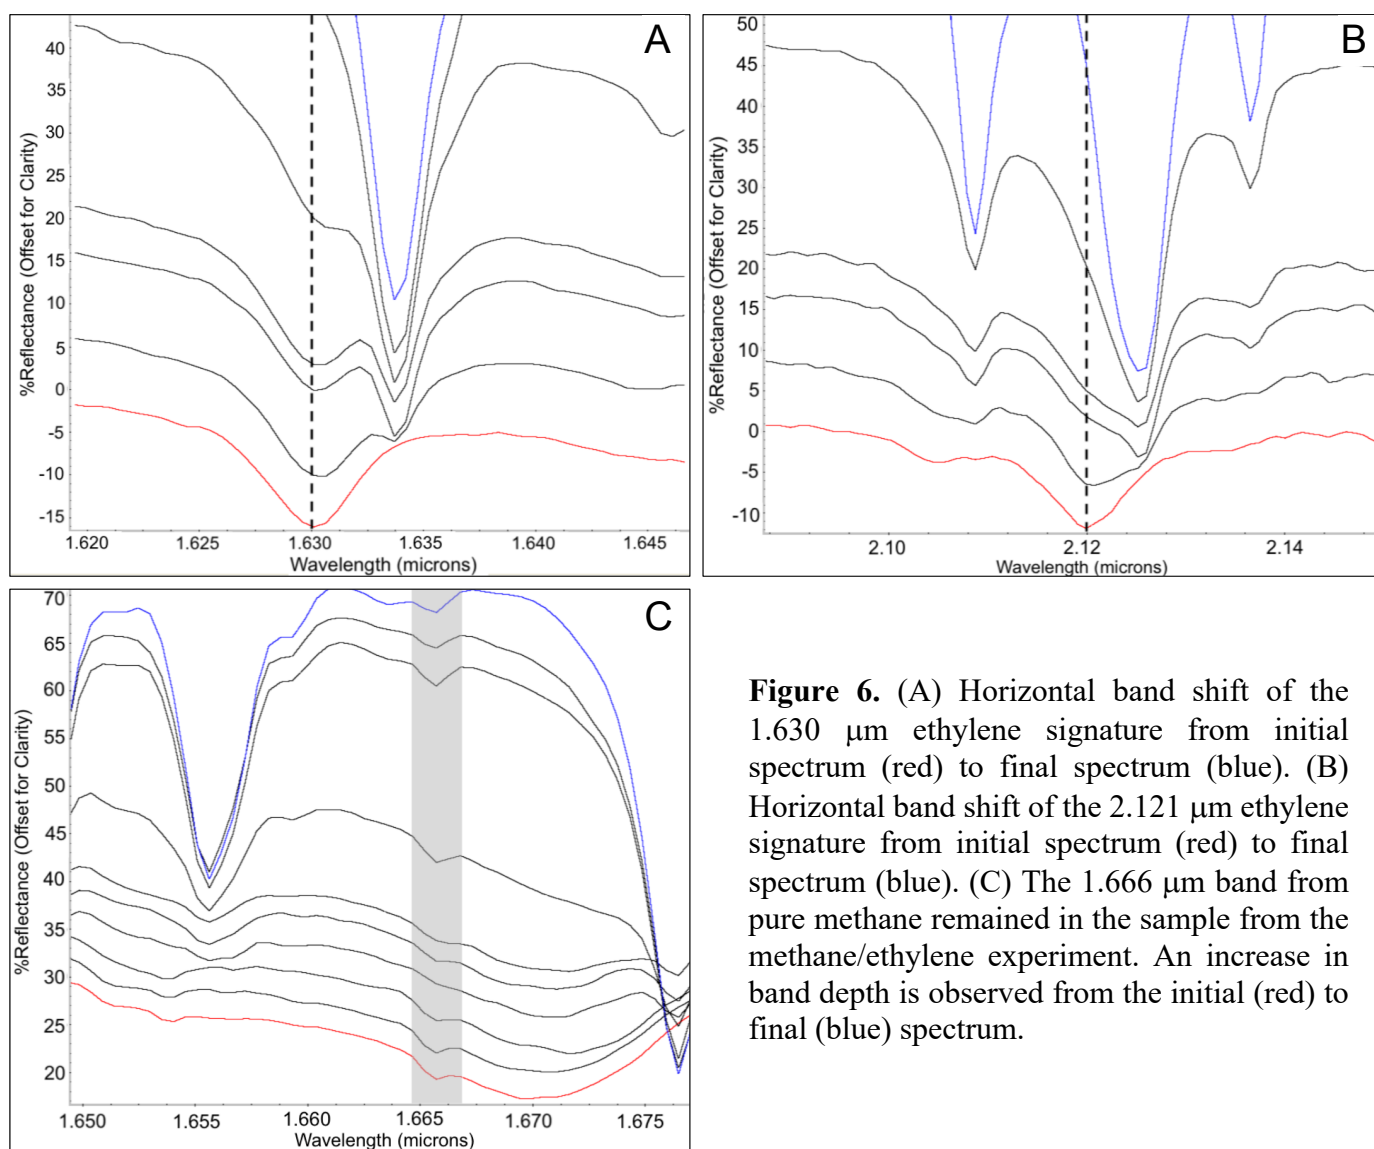 A
40
35
30
25
20
15
10
5
0
-5
-10
-15
%Reflectance (Offset for Clarity)
1.620 1.625 1.630 1.635 1.640 1.645
Wavelength (microns)
B
50
45
40
35
30
25
20
15
10
5
0
-5
-10
%Reflectance (Offset for Clarity)
2.10 2.12 2.14
Wavelength (microns)
C
70
65
60
55
50
45
40
35
30
25
20
%Reflectance (Offset for Clarity)
1.650 1.655 1.660 1.665 1.670 1.675
Wavelength (microns)
Figure 6. (A) Horizontal band shift of the
1.630 μm ethylene signature from initial
spectrum (red) to final spectrum (blue). (B)
Horizontal band shift of the 2.121 μm ethylene
signature from initial spectrum (red) to final
spectrum (blue). (C) The 1.666 μm band from
pure methane remained in the sample from the
methane/ethylene experiment. An increase in
band depth is observed from the initial (red) to
final (blue) spectrum.